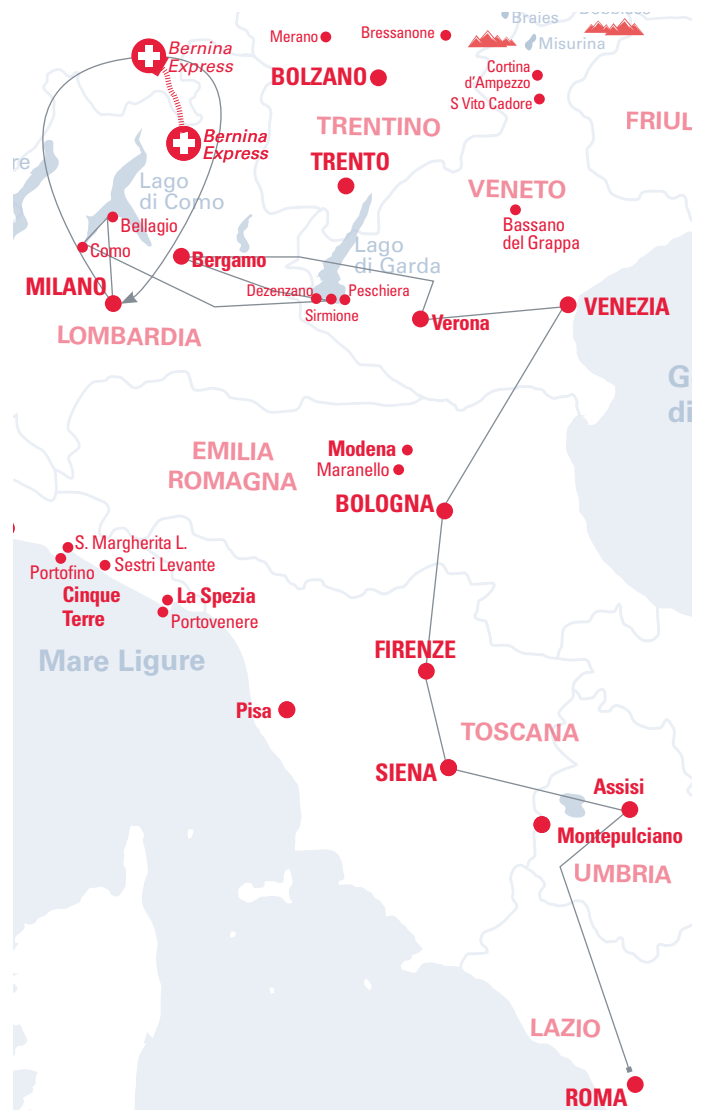 Braies
Misurina
Merano
Bressanone
Bernina
Express
BOLZANO
Cortina
d'Ampezzo
S Vito Cadore
TRENTINO
FRIUL
Bernina
Express
TRENTO
Lago
di Como
VENETO
Bellagio
Bassano
del Grappa
Como
Bergamo
Lago
di Garda
MILANO
Dezenzano
Peschiera
Sirmione
Verona
VENEZIA
LOMBARDIA
G
di
EMILIA
ROMAGNA
Modena
Maranello
BOLOGNA
S. Margherita L.
Portofino
Sestri Levante
Cinque
Terre
La Spezia
Portovenere
Mare Ligure
FIRENZE
Pisa
TOSCANA
SIENA
Assisi
Montepulciano
UMBRIA
LAZIO
ROMA